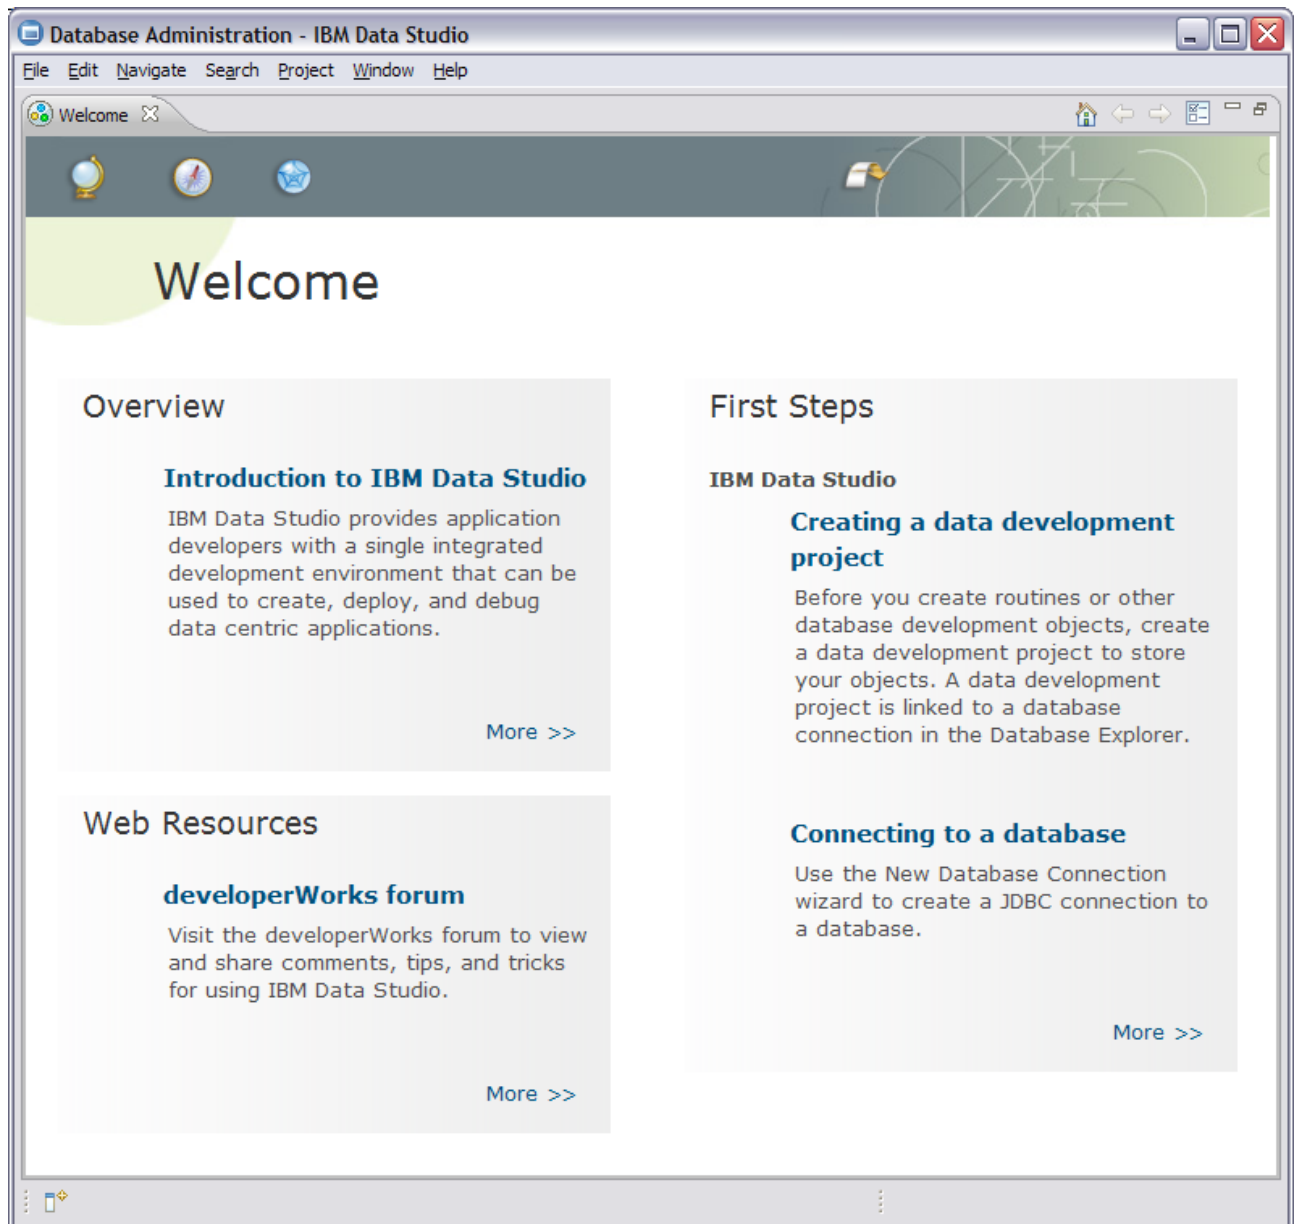 Database Administration - IBM Data Studio
File Edit Navigate Search Project Window Help
Welcome
Welcome
Overview
Introduction to IBM Data Studio
IBM Data Studio provides application
developers with a single integrated
development environment that can be
used to create, deploy, and debug
data centric applications.
More >>
Web Resources
developerWorks forum
Visit the developerWorks forum to view
and share comments, tips, and tricks
for using IBM Data Studio.
More >>
First Steps
IBM Data Studio
Creating a data development
project
Before you create routines or other
database development objects, create
a data development project to store
your objects. A data development
project is linked to a database
connection in the Database Explorer.
Connecting to a database
Use the New Database Connection
wizard to create a JDBC connection to
a database.
More >>